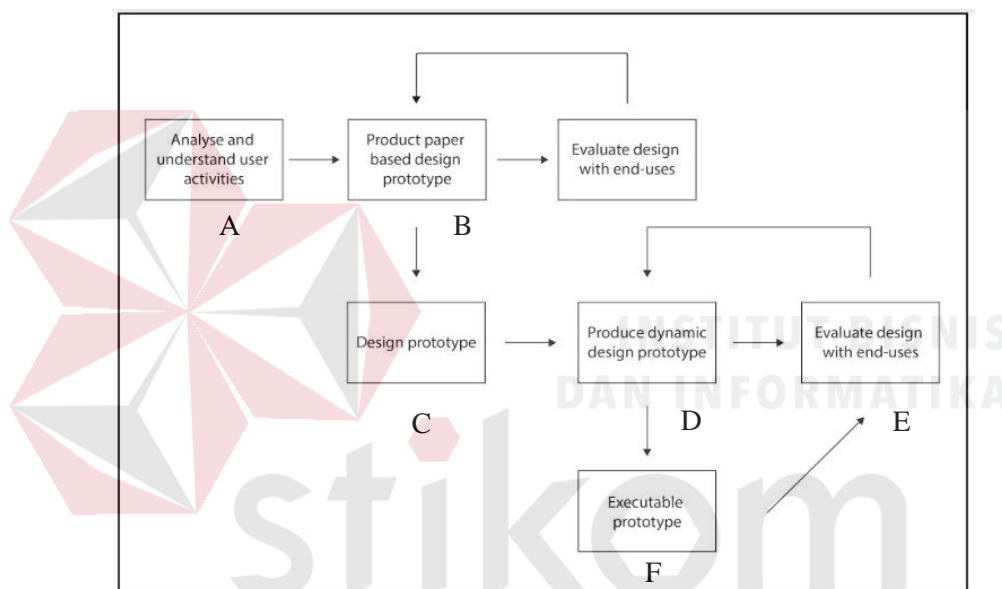 Analyse and
understand user
activities
Product paper
based design
prototype
Evaluate design
with end-uses
A
B
Design prototype
Produce dynamic
design prototype
Evaluate design
with end-uses
C
D
E
Executable
prototype
F
INSTITUT BISNIS
DAN INFORMATIKA
stikom